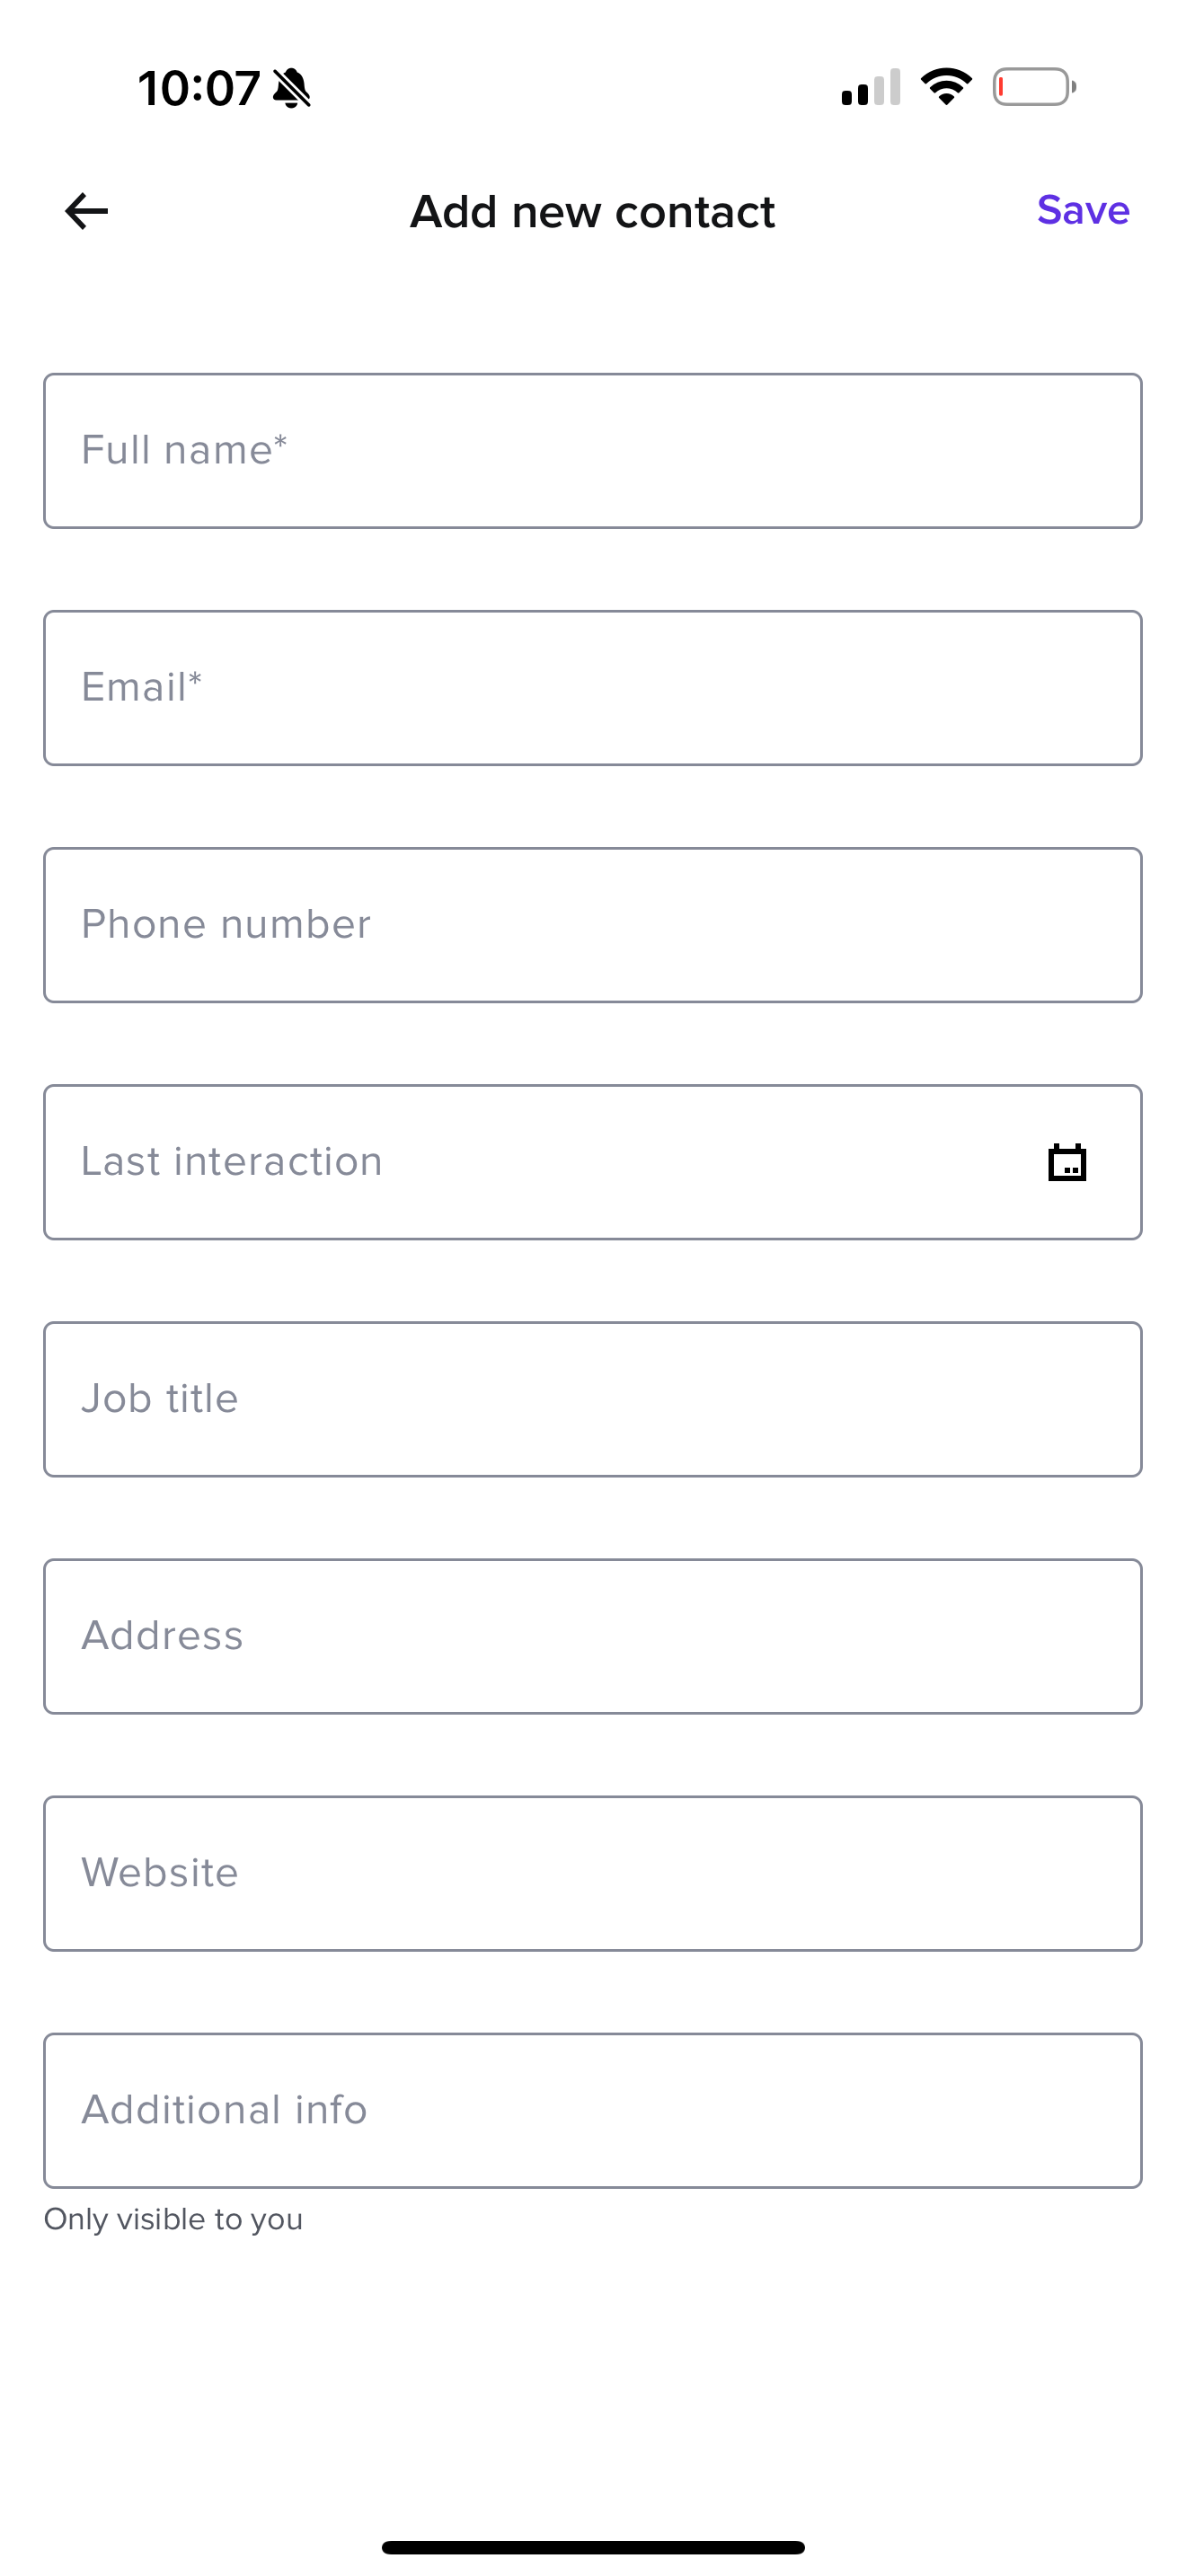 10:07
Add new contact
Save
Full name*
Email*
Phone number
Last interaction
Job title
Address
Website
Additional info
Only visible to you